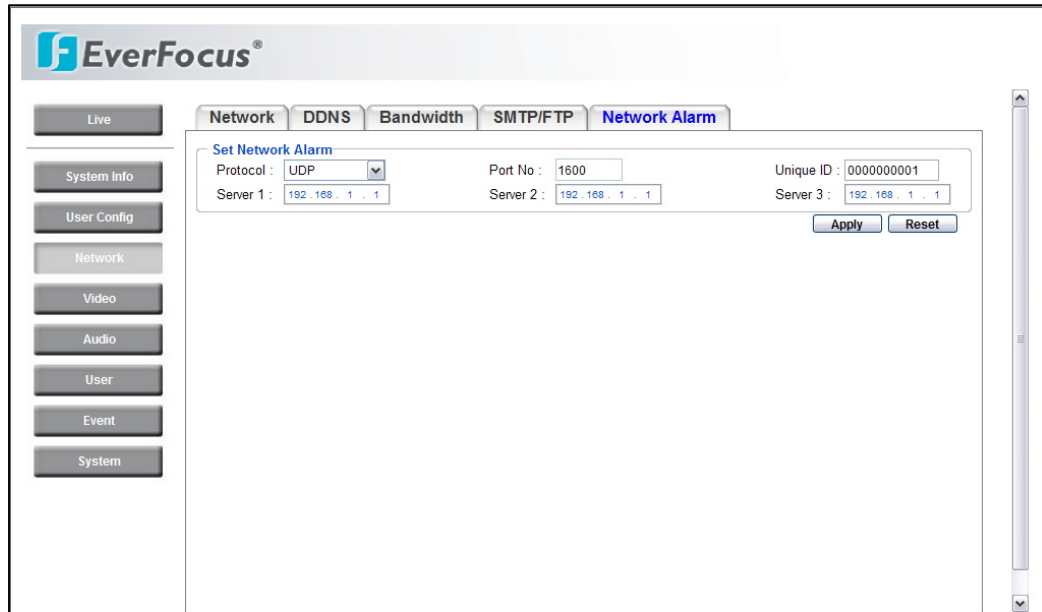 EverFocus®
Live
System Info
User Config
Network
Video
Audio
User
Event
System
Network DDNS Bandwidth SMTP/FTP Network Alarm
Set Network Alarm
Protocol : UDP Port No : 1600 Unique ID : 0000000001
Server 1 : 192 . 168 . 1 . 1 Server 2 : 192 . 168 . 1 . 1 Server 3 : 192 . 168 . 1 . 1
Apply Reset